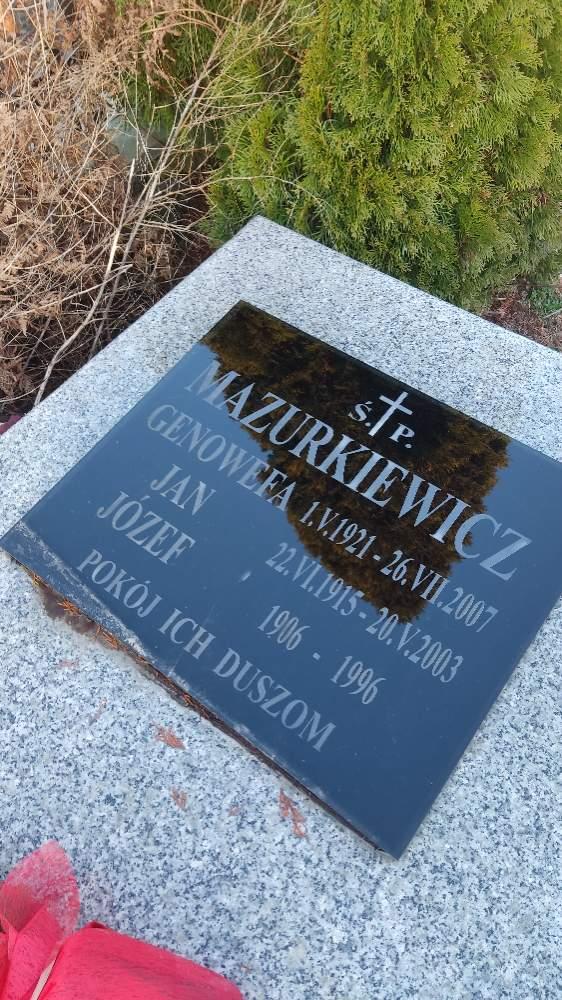 Ś. P.
MAZURKIEWICZ
GENOWEFA 1.V.1921 - 26.VII.2007
JAN 22.VI.1915 - 20.V.2003
JÓZEF 1906 - 1996
POKÓJ ICH DUSZOM